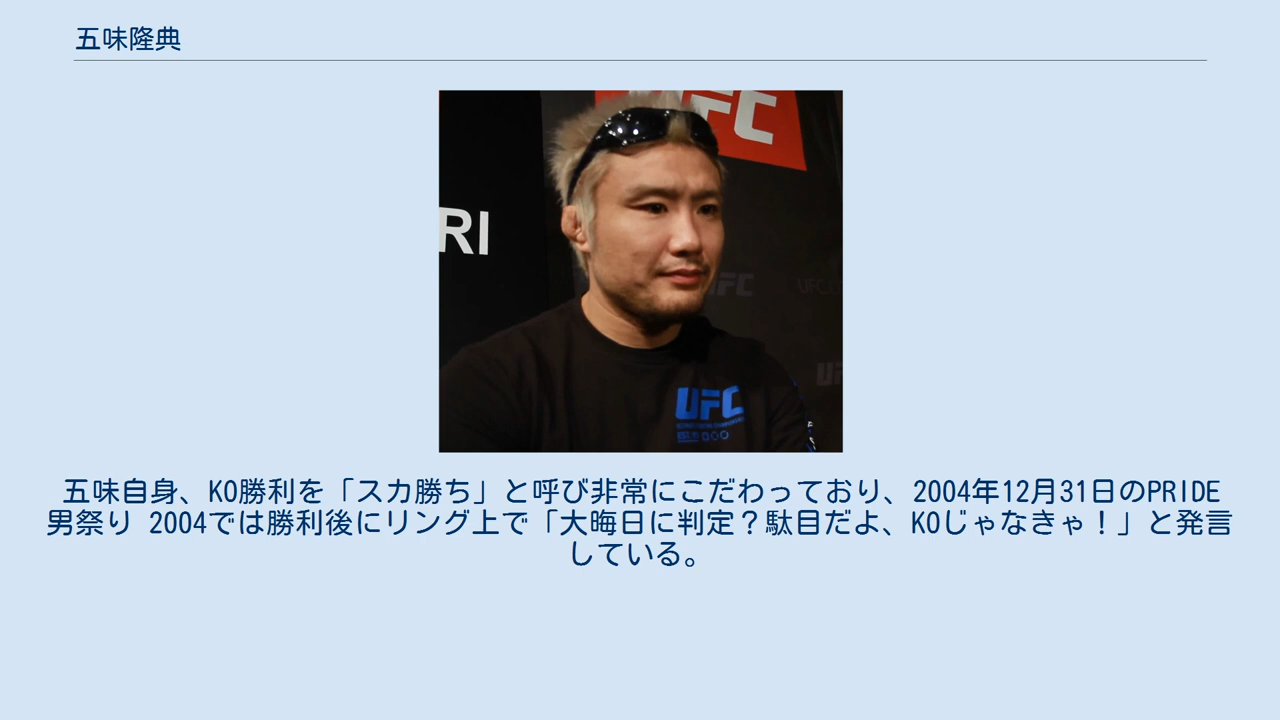 五味隆典
UFC
RI
UFC
UFC.CO
UF
UFC
五味自身、KO勝利を「スカ勝ち」と呼び非常にこだわっており、2004年12月31日のPRIDE
男祭り 2004では勝利後にリング上で「大晦日に判定？駄目だよ、KOじゃなきゃ！」と発言
している。